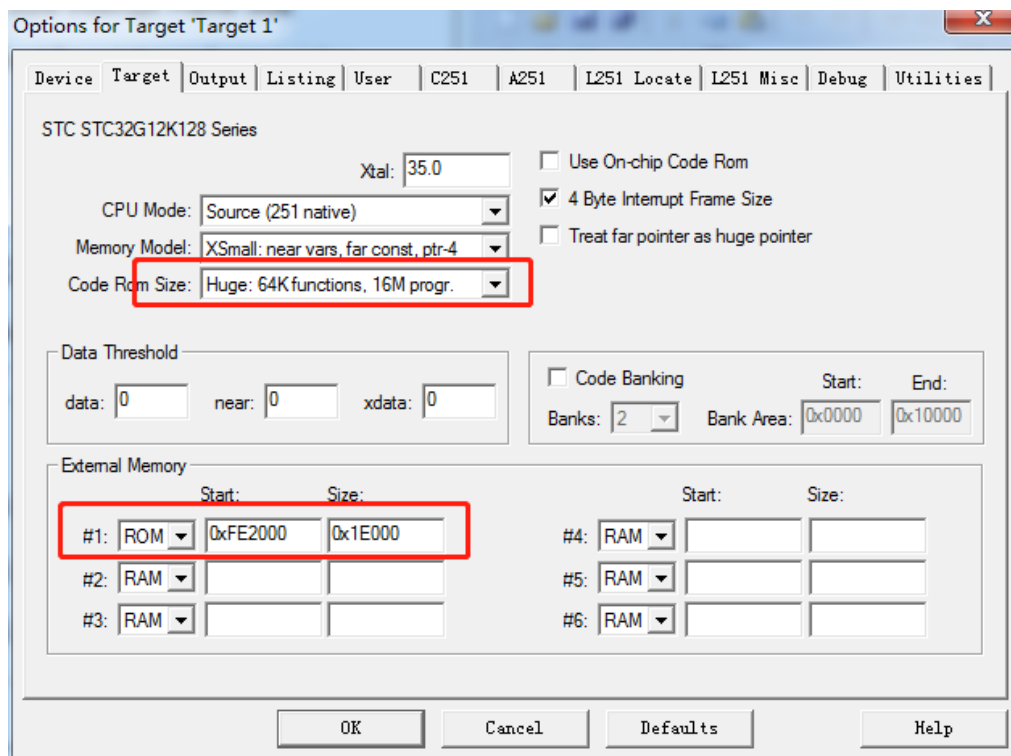 Options for Target 'Target 1'
X
Device Target Output Listing User C251 A251 L251 Locate L251 Misc Debug Utilities
STC STC32G12K128 Series
Xtal: 35.0
Use On-chip Code Rom
CPU Mode: Source (251 native)
4 Byte Interrupt Frame Size
Memory Model: XSmall: near vars, far const, ptr-4
Treat far pointer as huge pointer
Code Rom Size: Huge: 64K functions, 16M progr.
Data Threshold
data: 0 near: 0 xdata: 0
Code Banking Start: End:
Banks: 2 Bank Area: 0x0000 0x10000
External Memory
Start: Size: Start: Size:
#1: ROM 0xFE2000 0x1E000 #4: RAM
#2: RAM #5: RAM
#3: RAM #6: RAM
OK Cancel Defaults Help